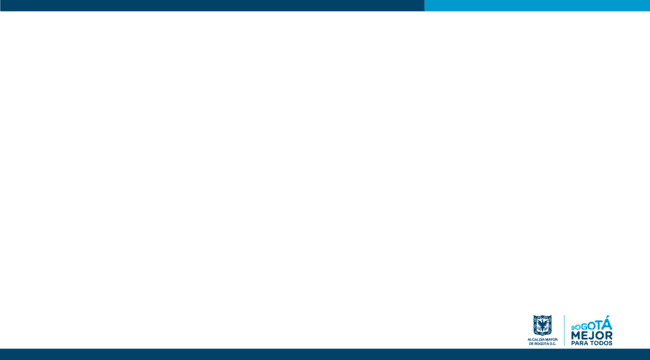 ALCALDÍA MAYOR
DE BOGOTÁ D.C.
BOGOTÁ
MEJOR
PARA TODOS